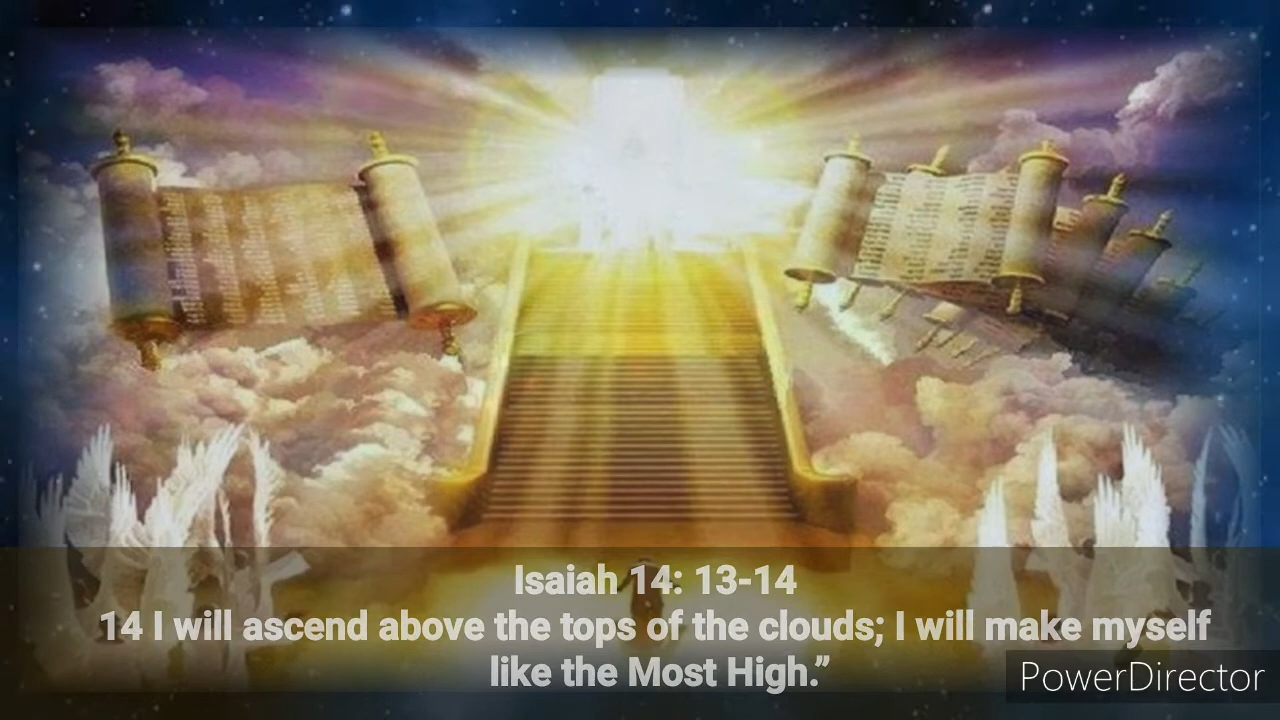 Isaiah 14: 13-14
14 I will ascend above the tops of the clouds; I will make myself
like the Most High.”
PowerDirector